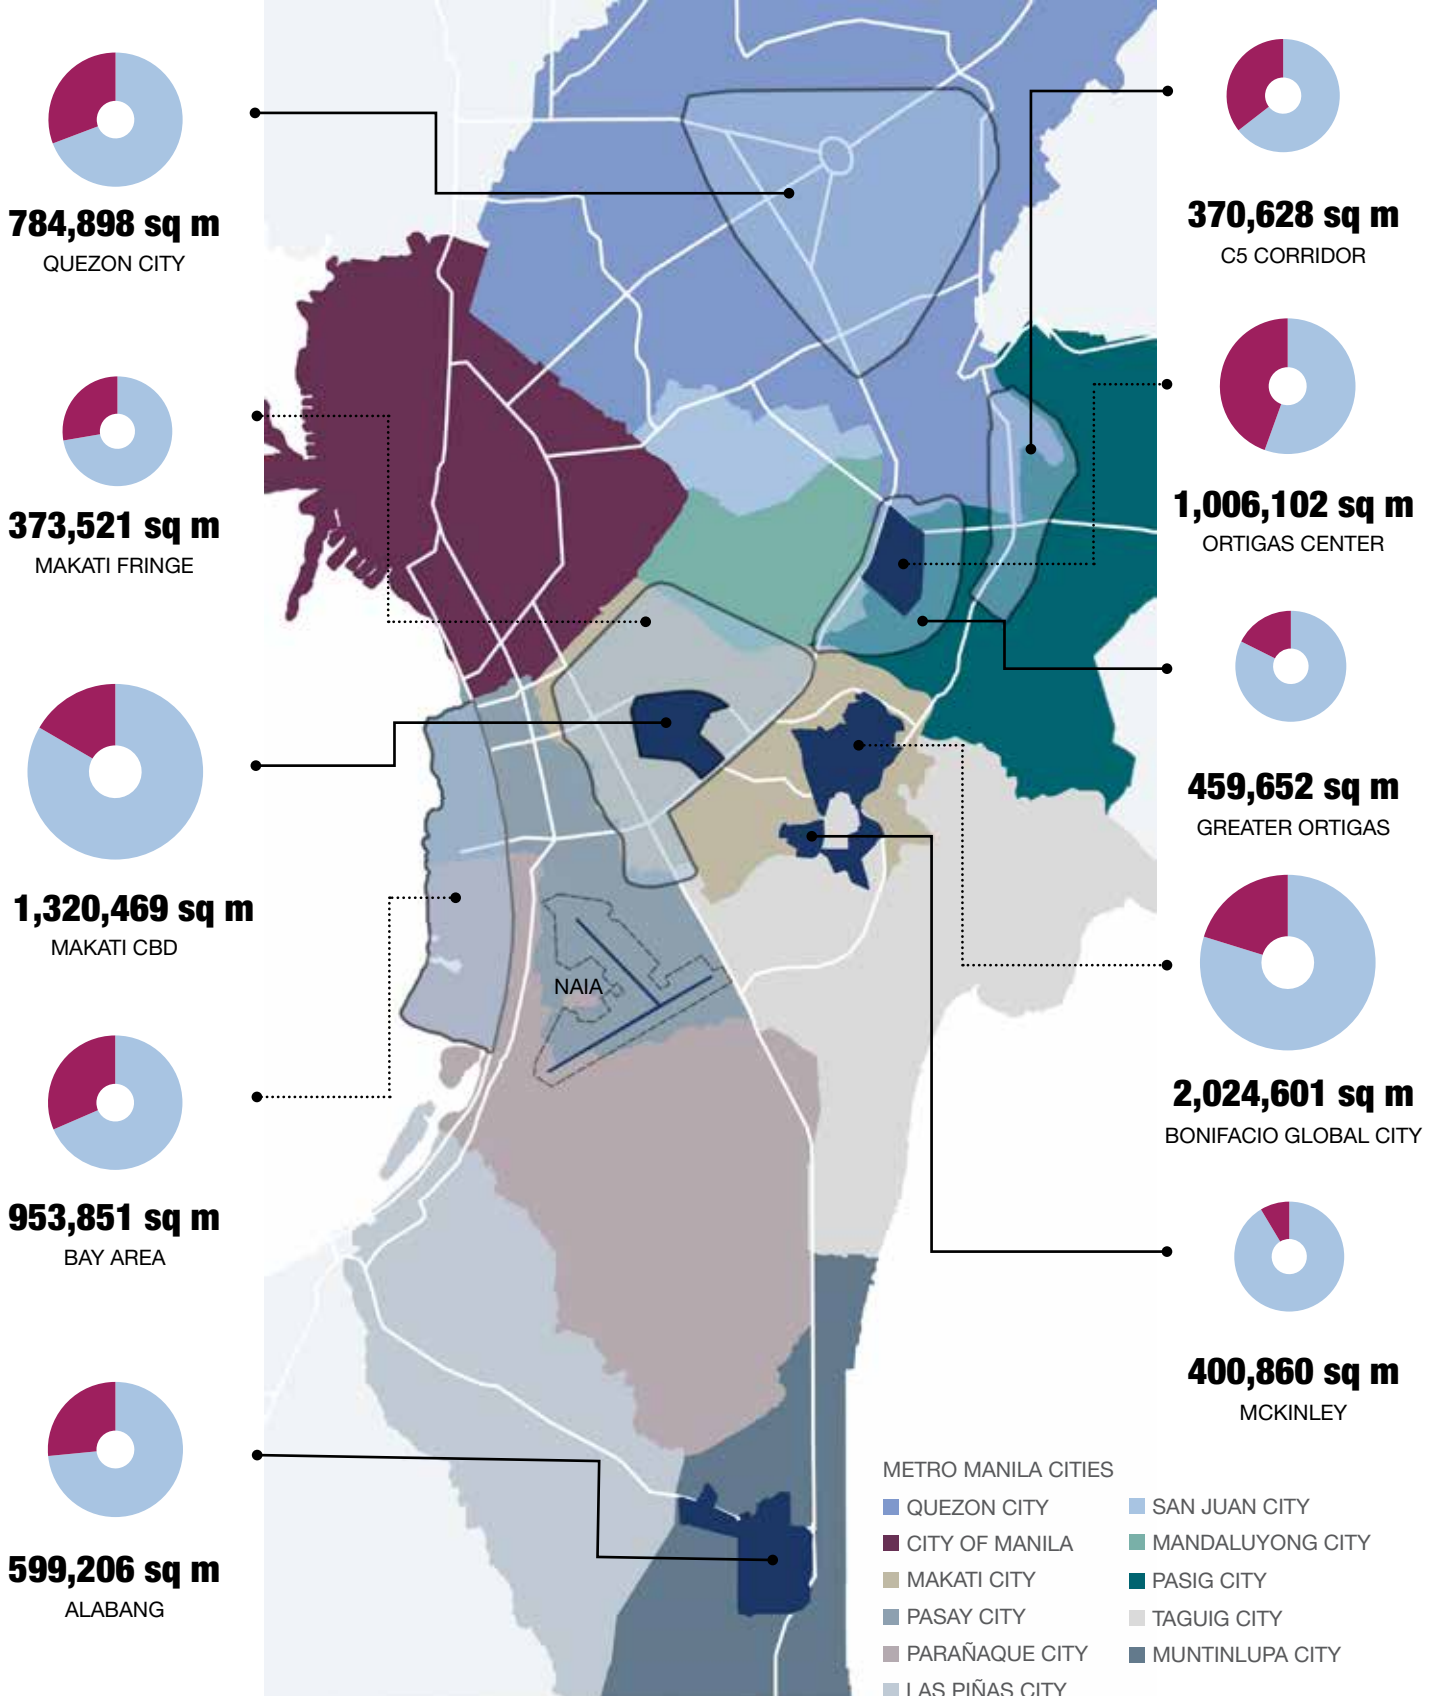 784,898 sq m
QUEZON CITY
373,521 sq m
MAKATI FRINGE
1,320,469 sq m
MAKATI CBD
953,851 sq m
BAY AREA
599,206 sq m
ALABANG
NAIA
370,628 sq m
C5 CORRIDOR
1,006,102 sq m
ORTIGAS CENTER
459,652 sq m
GREATER ORTIGAS
2,024,601 sq m
BONIFACIO GLOBAL CITY
400,860 sq m
MCKINLEY
METRO MANILA CITIES
QUEZON CITY
CITY OF MANILA
MAKATI CITY
PASAY CITY
PARAÑAQUE CITY
LAS PIÑAS CITY
SAN JUAN CITY
MANDALUYONG CITY
PASIG CITY
TAGUIG CITY
MUNTINLUPA CITY